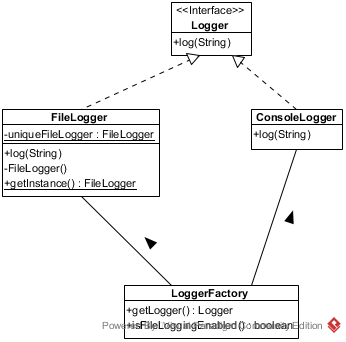 <<Interface>>
Logger
+log(String)
FileLogger
-uniqueFileLogger : FileLogger
+log(String)
-FileLogger()
+getInstance() : FileLogger
ConsoleLogger
+log(String)
LoggerFactory
+getLogger() : Logger
+isFileLoggingEnabled() : boolean
Powered By Visual Paradigm Community Edition